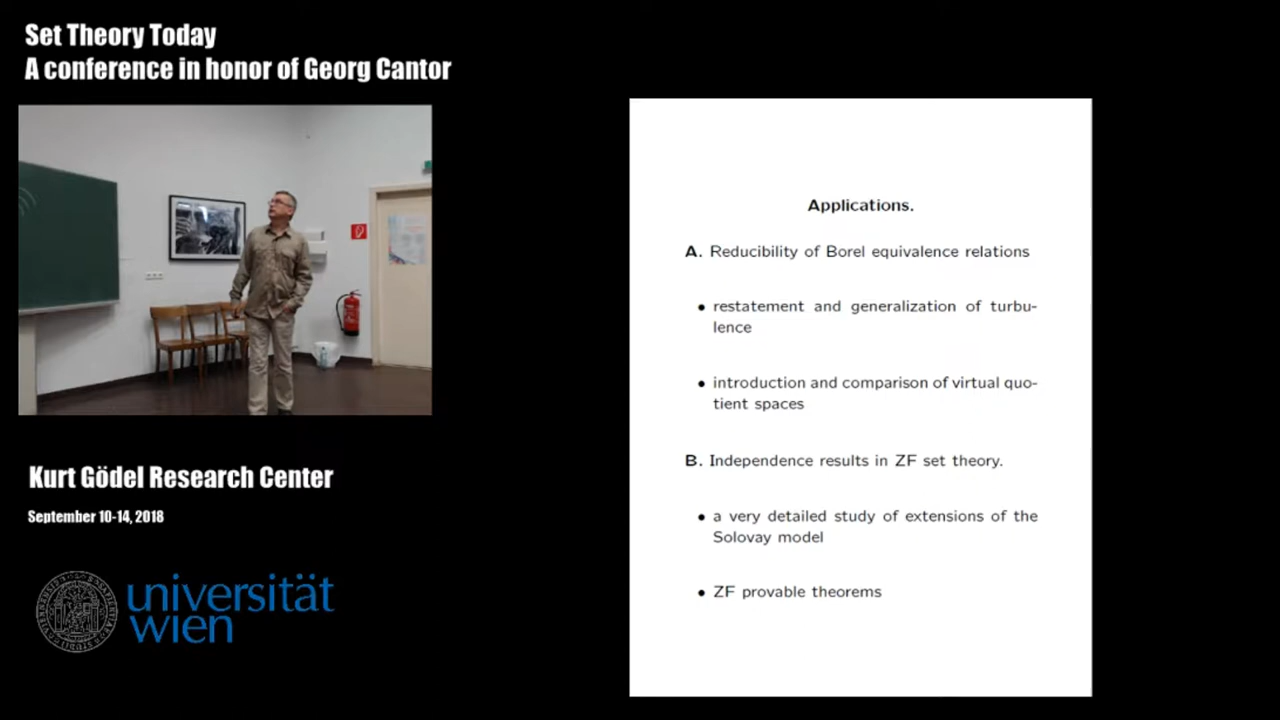 Set Theory Today
A conference in honor of Georg Cantor
Applications.
A. Reducibility of Borel equivalence relations
• restatement and generalization of turbu-
lence
• introduction and comparison of virtual quo-
tient spaces
B. Independence results in ZF set theory.
• a very detailed study of extensions of the
Solovay model
• ZF provable theorems
Kurt Gödel Research Center
September 10-14, 2018
universität
wien